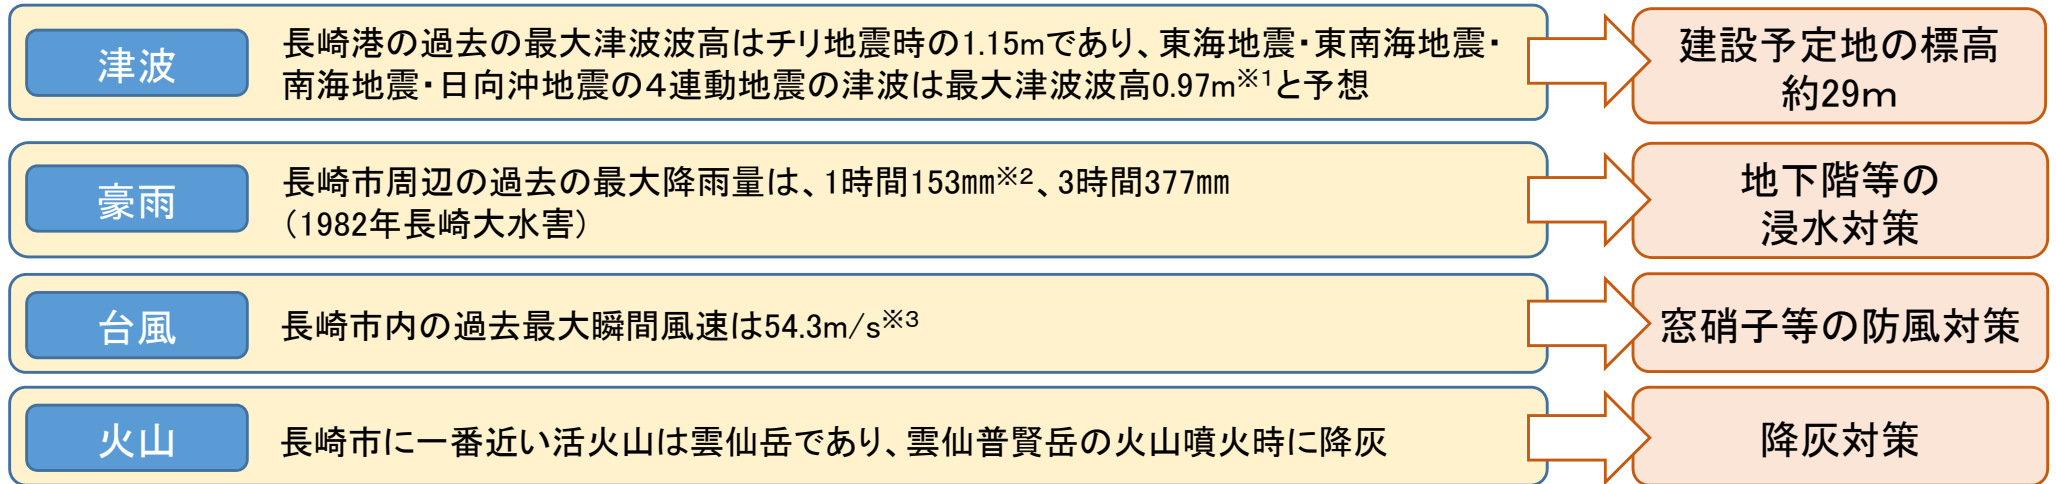 津波
長崎港の過去の最大津波波高はチリ地震時の1.15mであり、東海地震・東南海地震・
南海地震・日向沖地震の４連動地震の津波は最大津波波高0.97m※1と予想
建設予定地の標高
約29ｍ
豪雨
長崎市周辺の過去の最大降雨量は、1時間153㎜※2、3時間377㎜
（1982年長崎大水害）
地下階等の
浸水対策
台風
長崎市内の過去最大瞬間風速は54.3m/s※3
窓硝子等の防風対策
火山
長崎市に一番近い活火山は雲仙岳であり、雲仙普賢岳の火山噴火時に降灰
降灰対策